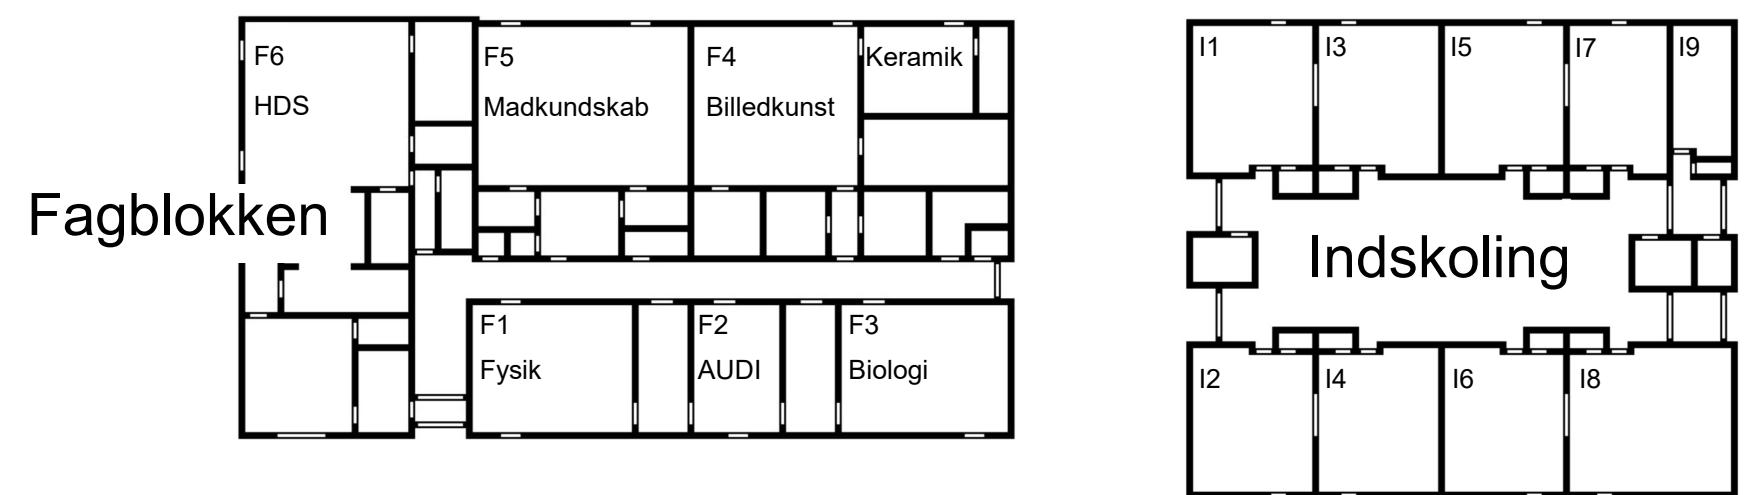 Fagblokken
F6
HDS
F5
Madkundskab
F4
Billedkunst
Keramik
F1
Fysik
F2
AUDI
F3
Biologi
Indskoling
I1
I3
I5
I7
I9
I2
I4
I6
I8